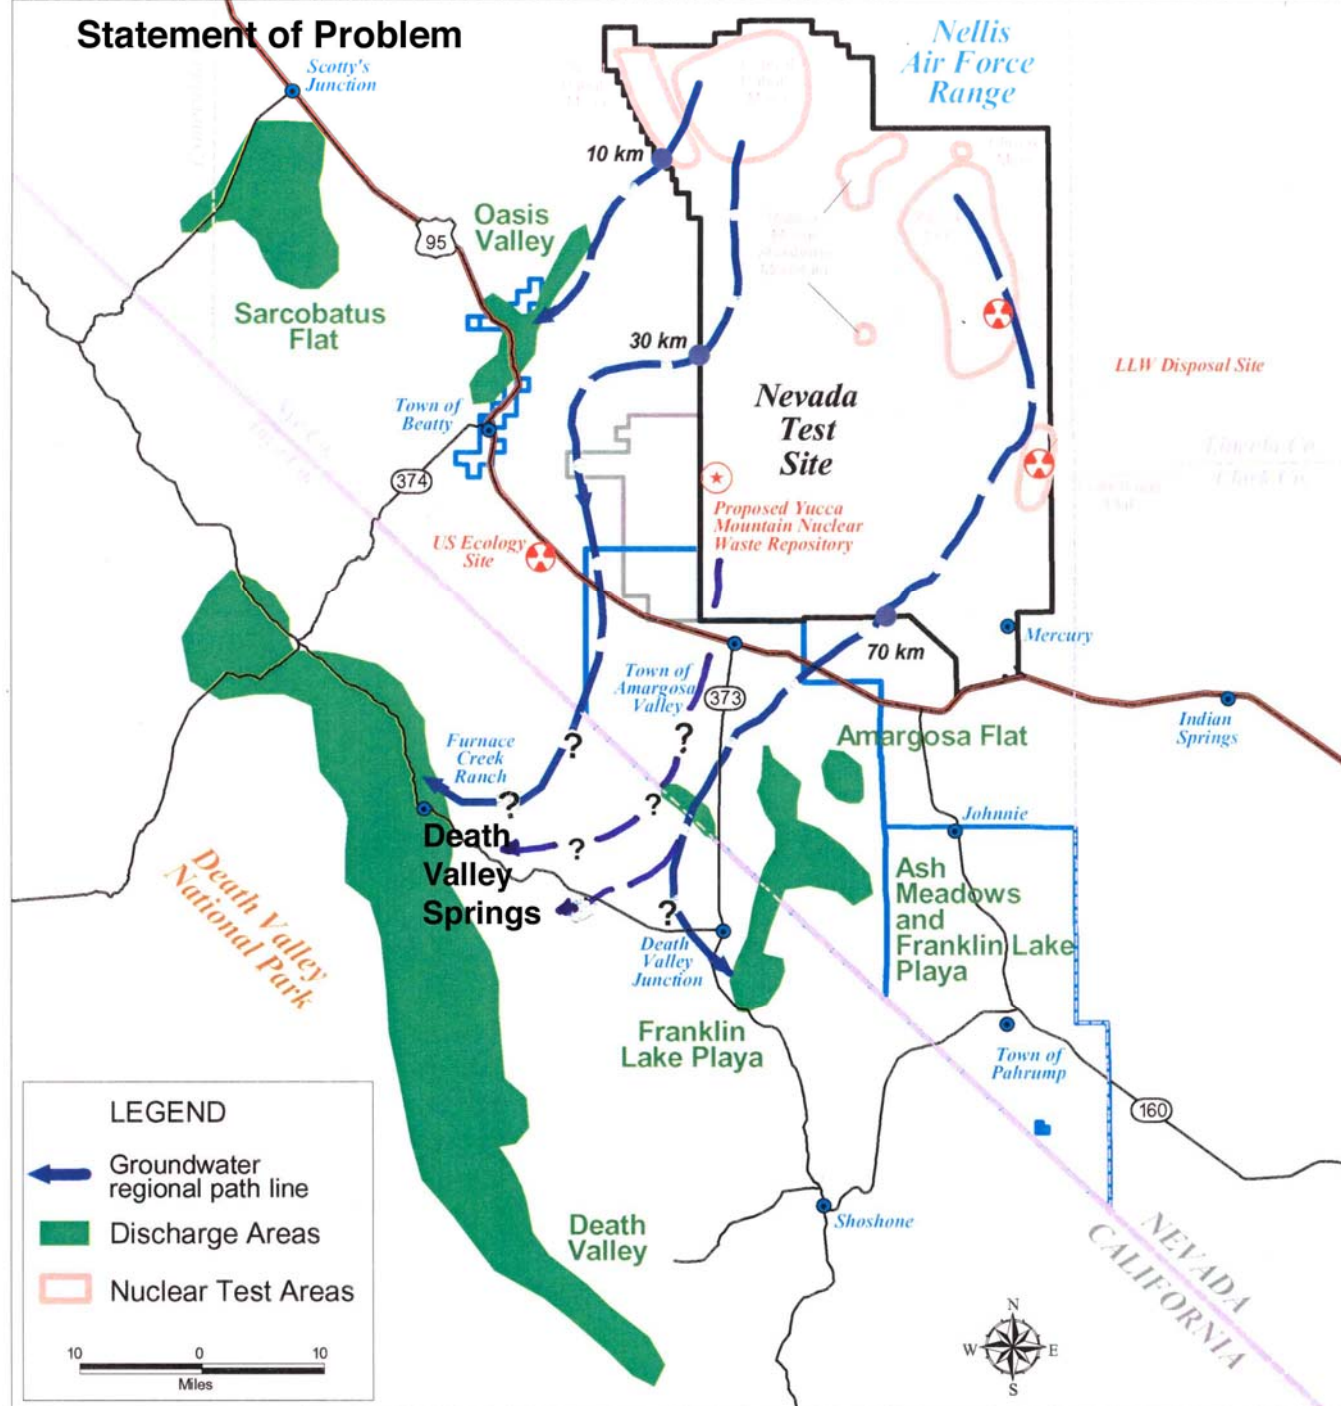 Statement of Problem
Scotty's
Junction
Nellis
Air Force
Range
10 km
Oasis
Valley
95
Sarcobatus
Flat
30 km
LLW Disposal Site
Nevada
Test
Site
Town of
Beatty
374
Lincoln Co
Clark Co
Proposed Yucca
Mountain Nuclear
Waste Repository
US Ecology
Site
Mercury
70 km
Town of
Amargosa
Valley
373
Indian
Springs
Amargosa Flat
?
?
Furnace
Creek
Ranch
?
?
?
?
Johnnie
Death
Valley
Springs
Death Valley
National Park
Ash
Meadows
and
Franklin Lake
Playa
Death
Valley
Junction
Franklin
Lake Playa
Town of
Pahrump
160
LEGEND
Groundwater
regional path line
Discharge Areas
Nuclear Test Areas
10 0 10
Miles
Death
Valley
Shoshone
NEVADA
CALIFORNIA
N
W E
S